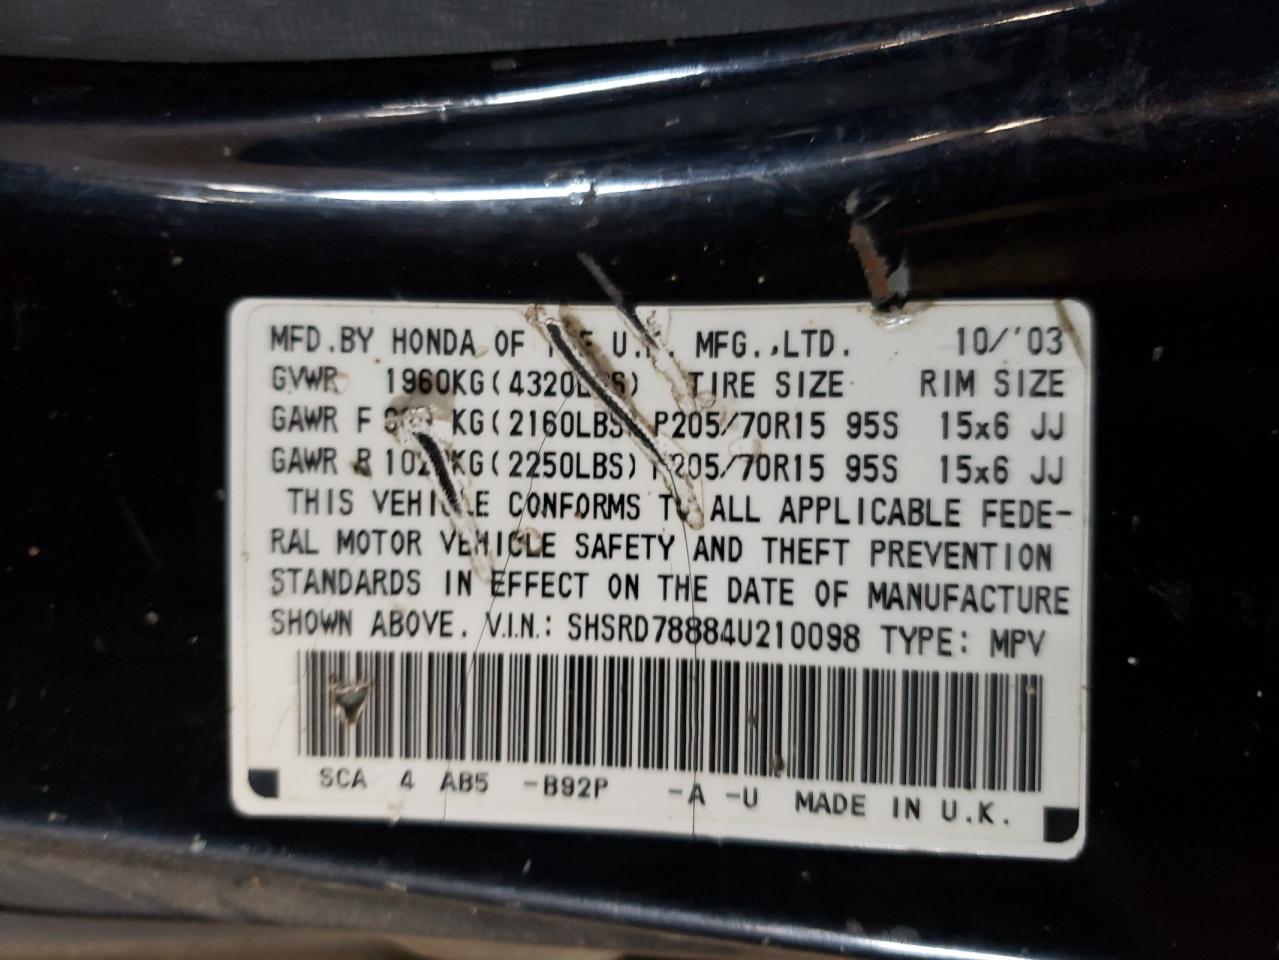 MFD.BY HONDA OF U.K. MFG.,LTD. 10/'03
GVWR 1960KG(4320LBS) TIRE SIZE RIM SIZE
GAWR F KG(2160LBS) P205/70R15 95S 15x6 JJ
GAWR R KG(2250LBS) P205/70R15 95S 15x6 JJ
THIS VEHICLE CONFORMS TO ALL APPLICABLE FEDE-
RAL MOTOR VEHICLE SAFETY AND THEFT PREVENTION
STANDARDS IN EFFECT ON THE DATE OF MANUFACTURE
SHOWN ABOVE. V.I.N.: SHSRD78884U210098 TYPE: MPV
SCA 4 AB5 -B92P -A -U MADE IN U.K.